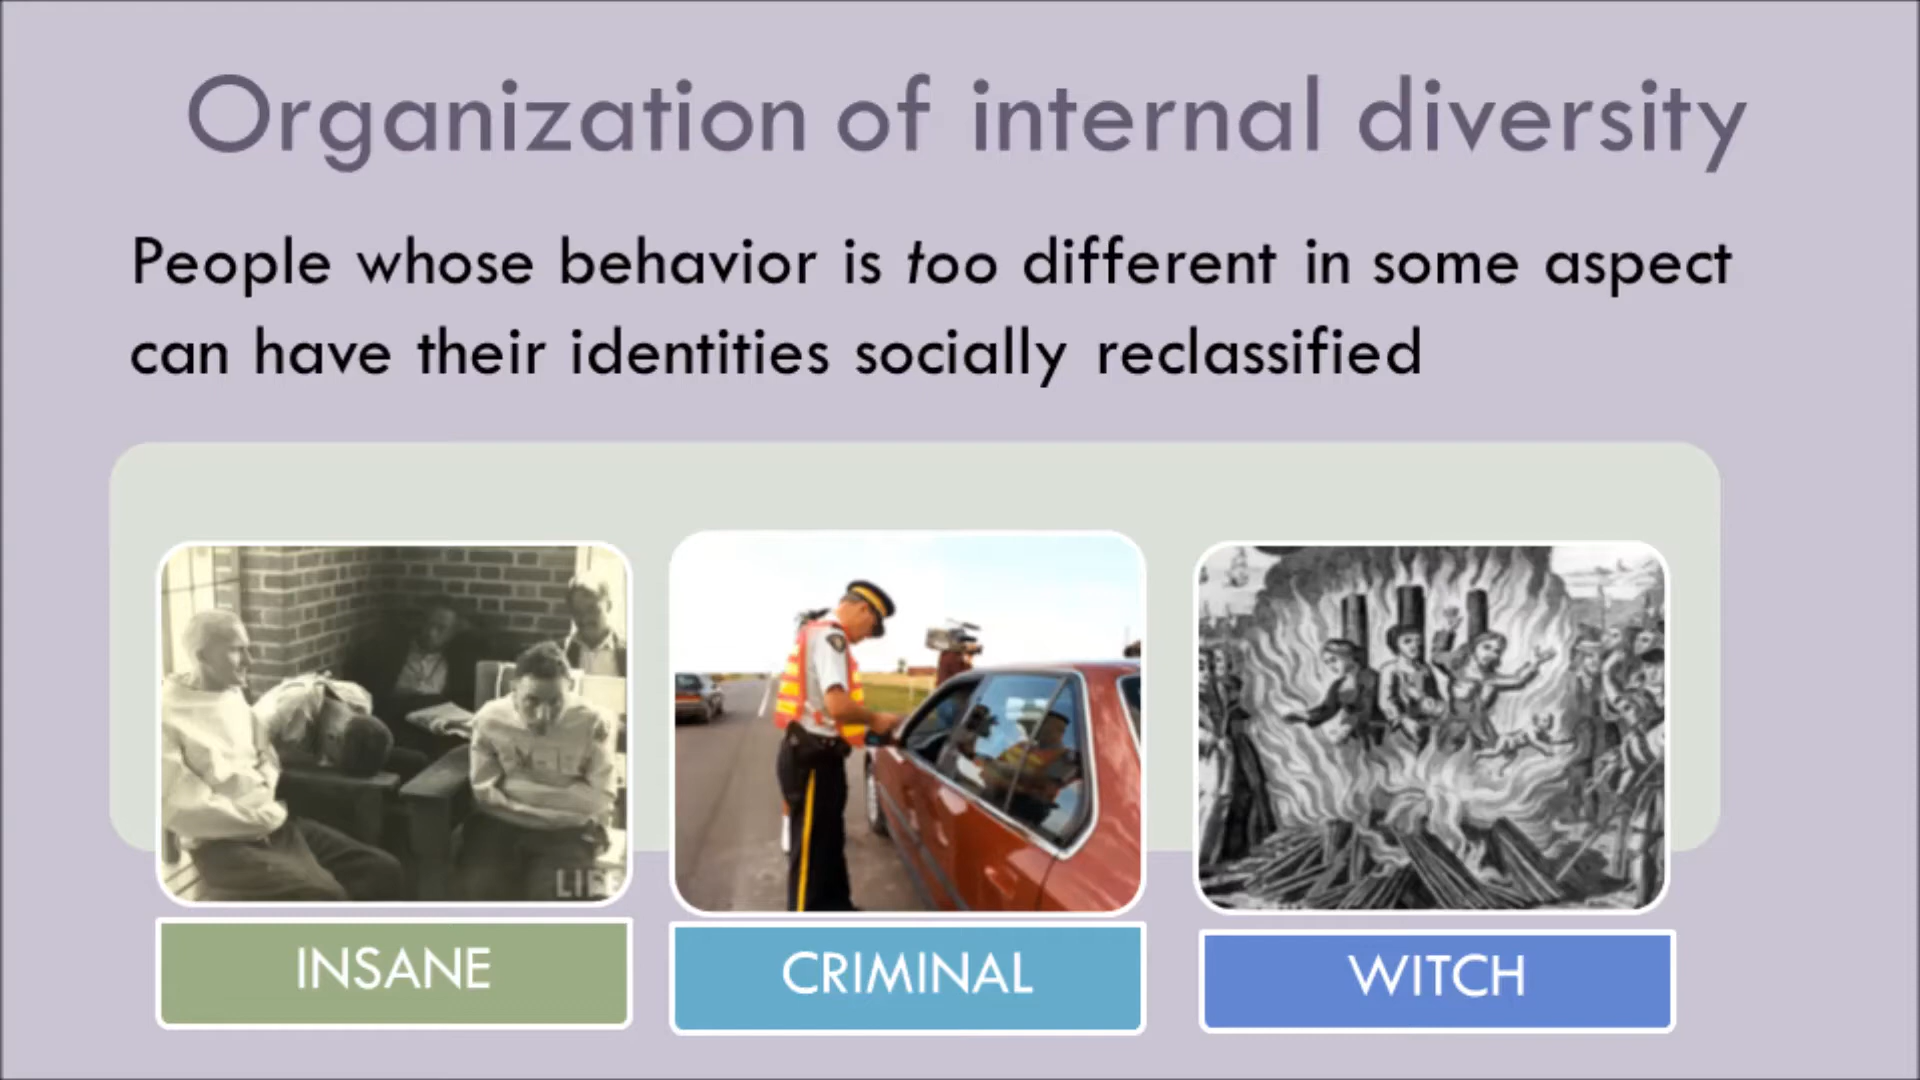 Organization of internal diversity
People whose behavior is too different in some aspect
can have their identities socially reclassified
LIFE
INSANE
CRIMINAL
WITCH